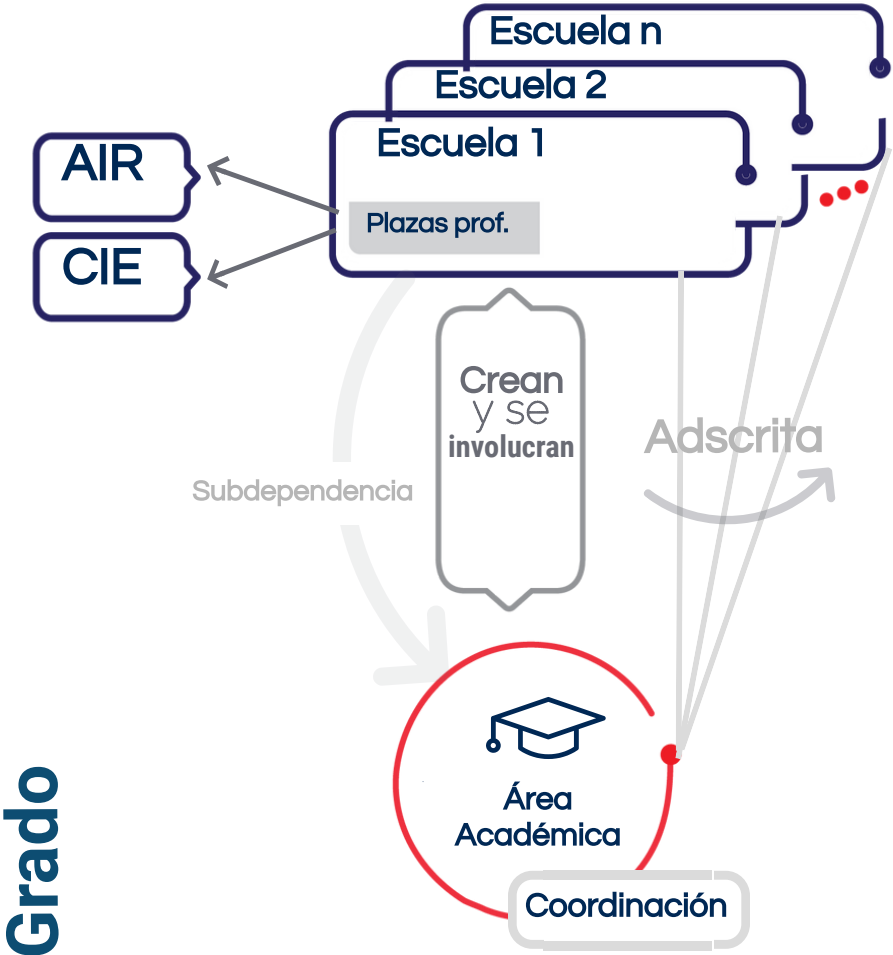 Escuela n
Escuela 2
Escuela 1
AIR
Plazas prof.
CIE
Crean
y se
involucran
Adscrita
Subdependencia
Área
Académica
Coordinación
Grado